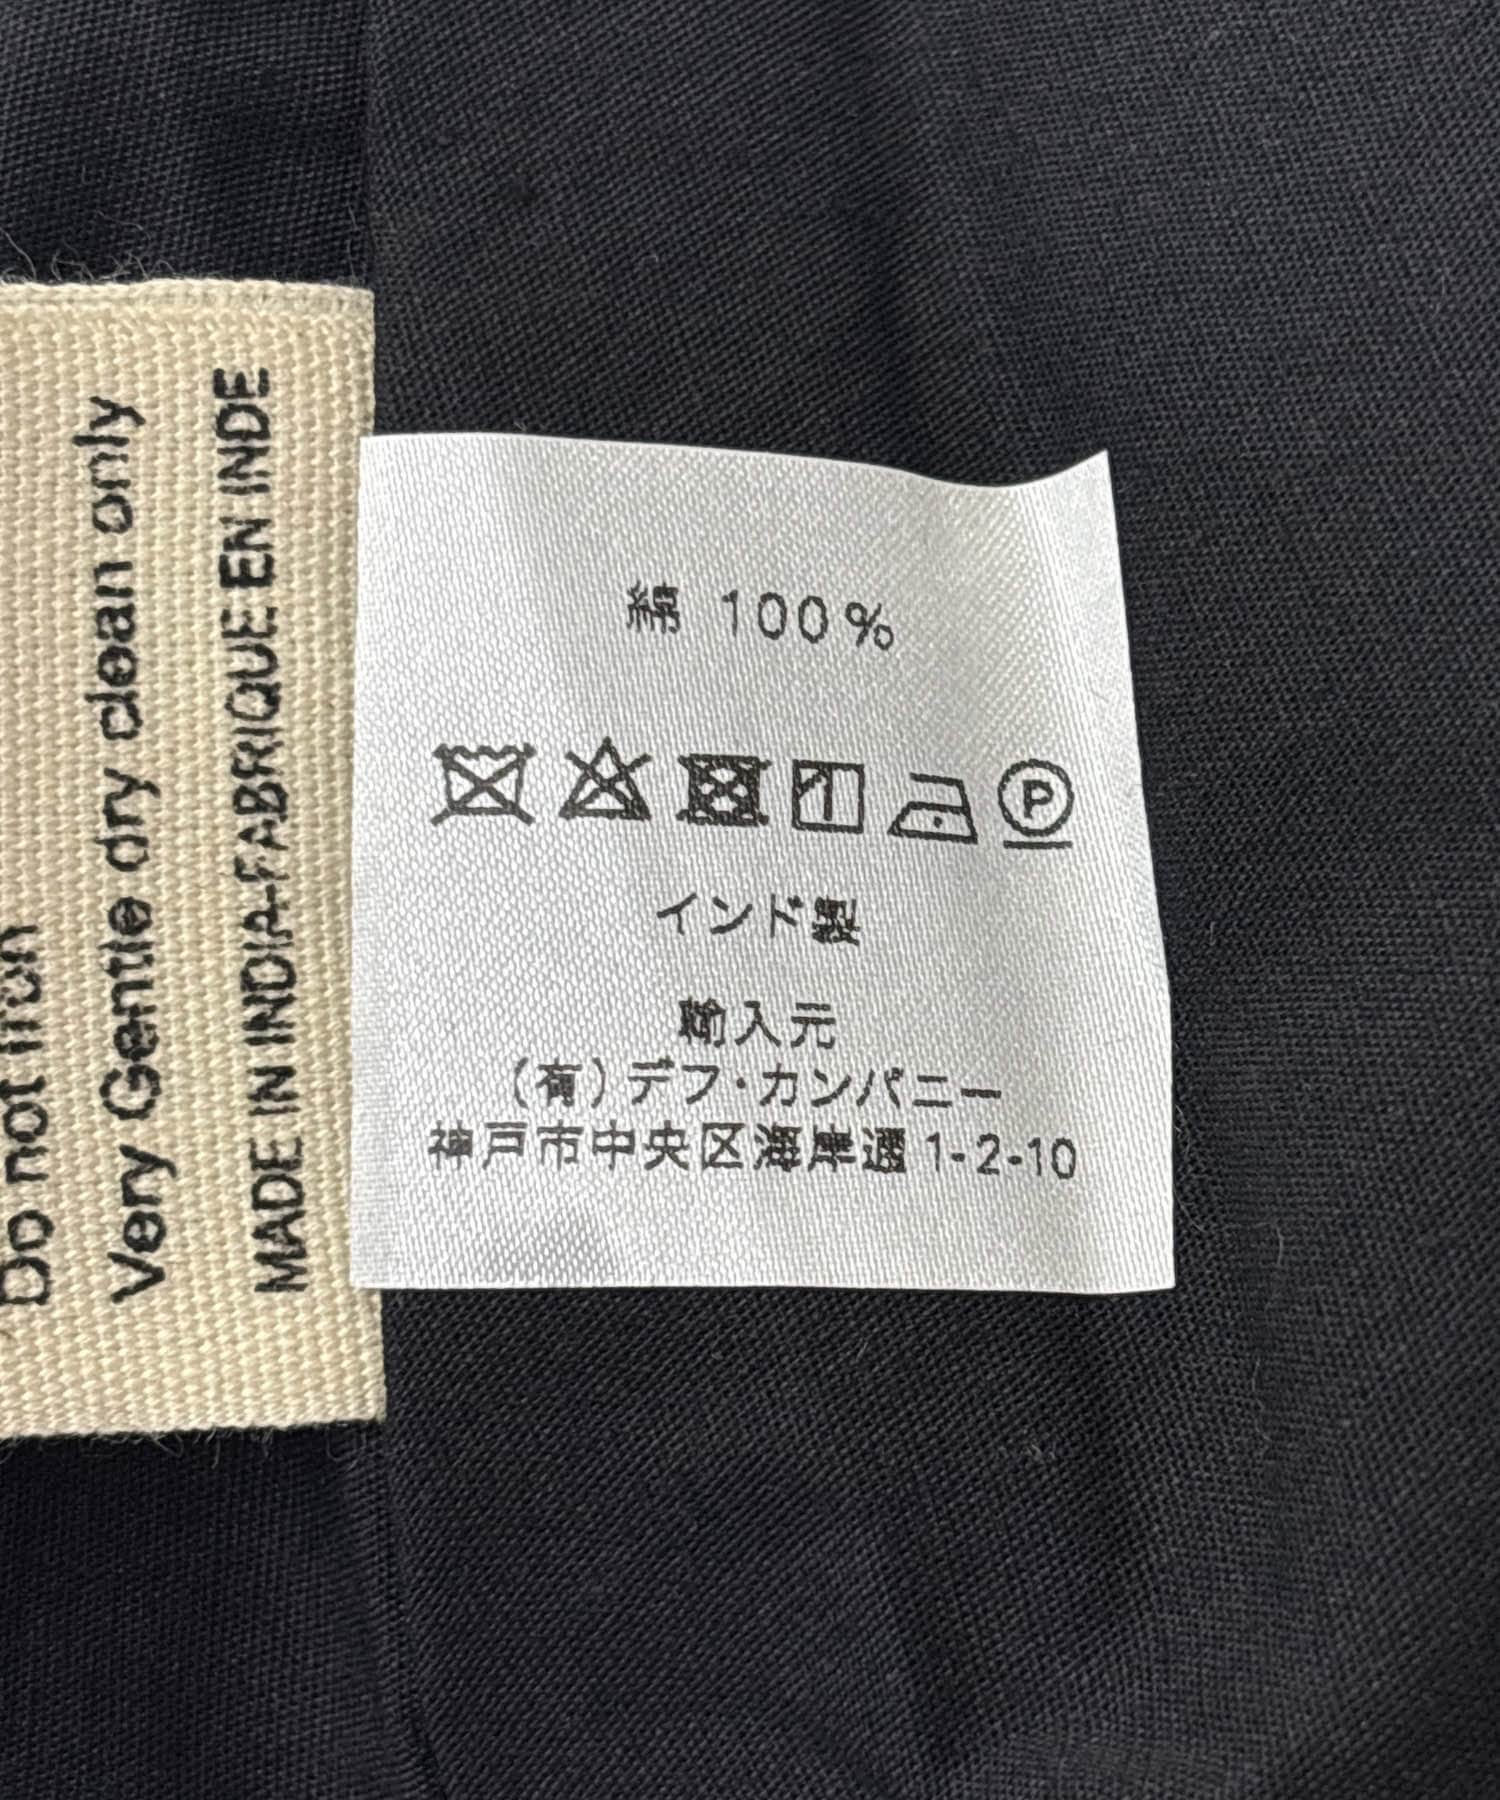 Do not iron
Very Gentle dry clean only
MADE IN INDIA-FABRIQUE EN INDE
綿 100%
P
インド製
輸入元
(有)デフ・カンパニー
神戸市中央区海岸通1-2-10